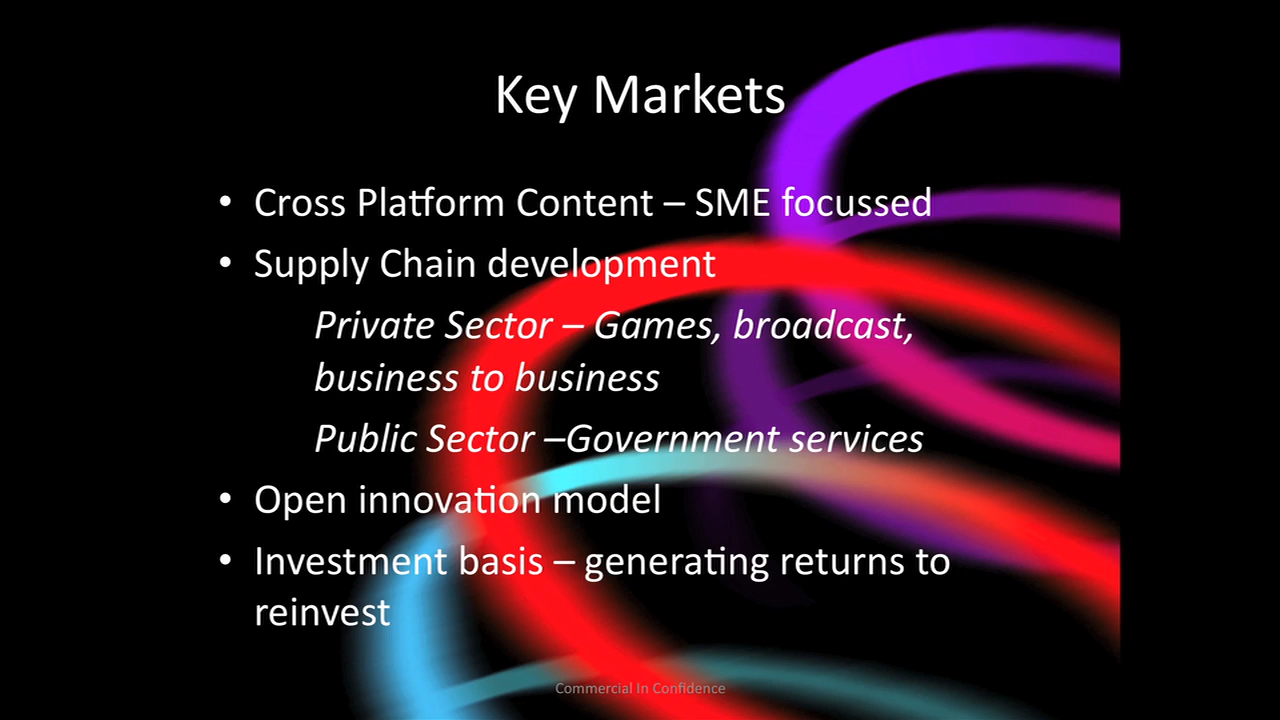 Key Markets
• Cross Platform Content – SME focussed
• Supply Chain development
Private Sector – Games, broadcast,
business to business
Public Sector –Government services
• Open innovation model
• Investment basis – generating returns to
reinvest
Commercial In Confidence